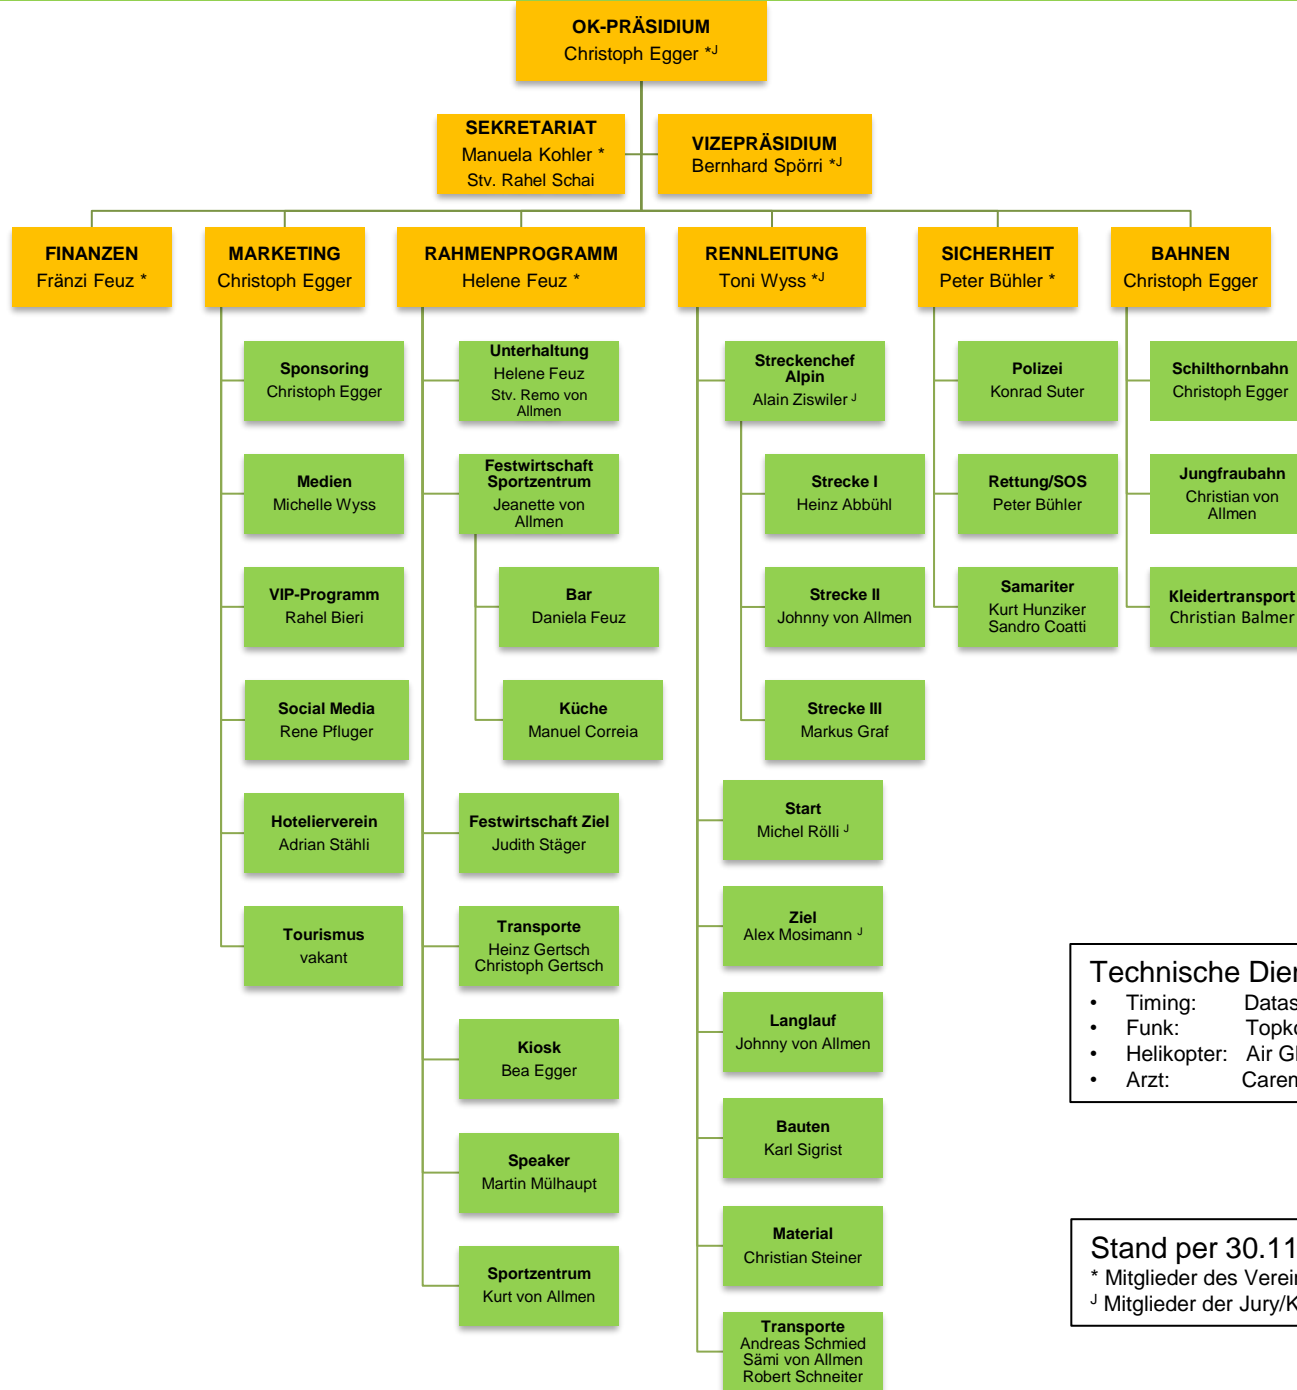 OK-PRÄSIDIUM
Christoph Egger *J
SEKRETARIAT
Manuela Kohler *
Stv. Rahel Schai
VIZEPRÄSIDIUM
Bernhard Spörri *J
FINANZEN
Fränzi Feuz *
MARKETING
Christoph Egger
RAHMENPROGRAMM
Helene Feuz *
RENNLEITUNG
Toni Wyss *J
SICHERHEIT
Peter Bühler *
BAHNEN
Christoph Egger
Sponsoring
Christoph Egger
Medien
Michelle Wyss
VIP-Programm
Rahel Bieri
Social Media
Rene Pfluger
Hotelierverein
Adrian Stähli
Tourismus
vakant
Unterhaltung
Helene Feuz
Stv. Remo von
Allmen
Festwirtschaft
Sportzentrum
Jeanette von
Allmen
Bar
Daniela Feuz
Küche
Manuel Correia
Festwirtschaft Ziel
Judith Stäger
Transporte
Heinz Gertsch
Christoph Gertsch
Kiosk
Bea Egger
Speaker
Martin Mülhaupt
Sportzentrum
Kurt von Allmen
Streckenchef
Alpin
Alain Ziswiler J
Strecke I
Heinz Abbühl
Strecke II
Johnny von Allmen
Strecke III
Markus Graf
Start
Michel Rölli J
Ziel
Alex Mosimann J
Langlauf
Johnny von Allmen
Bauten
Karl Sigrist
Material
Christian Steiner
Transporte
Andreas Schmied
Sämi von Allmen
Robert Schneiter
Polizei
Konrad Suter
Rettung/SOS
Peter Bühler
Samariter
Kurt Hunziker
Sandro Coatti
Schilthornbahn
Christoph Egger
Jungfraubahn
Christian von
Allmen
Kleidertransport
Christian Balmer
Technische
• Timing:
• Funk:
• Helikopter: Air
• Arzt:
Stand per 30.11
* Mitglieder des
J Mitglieder der